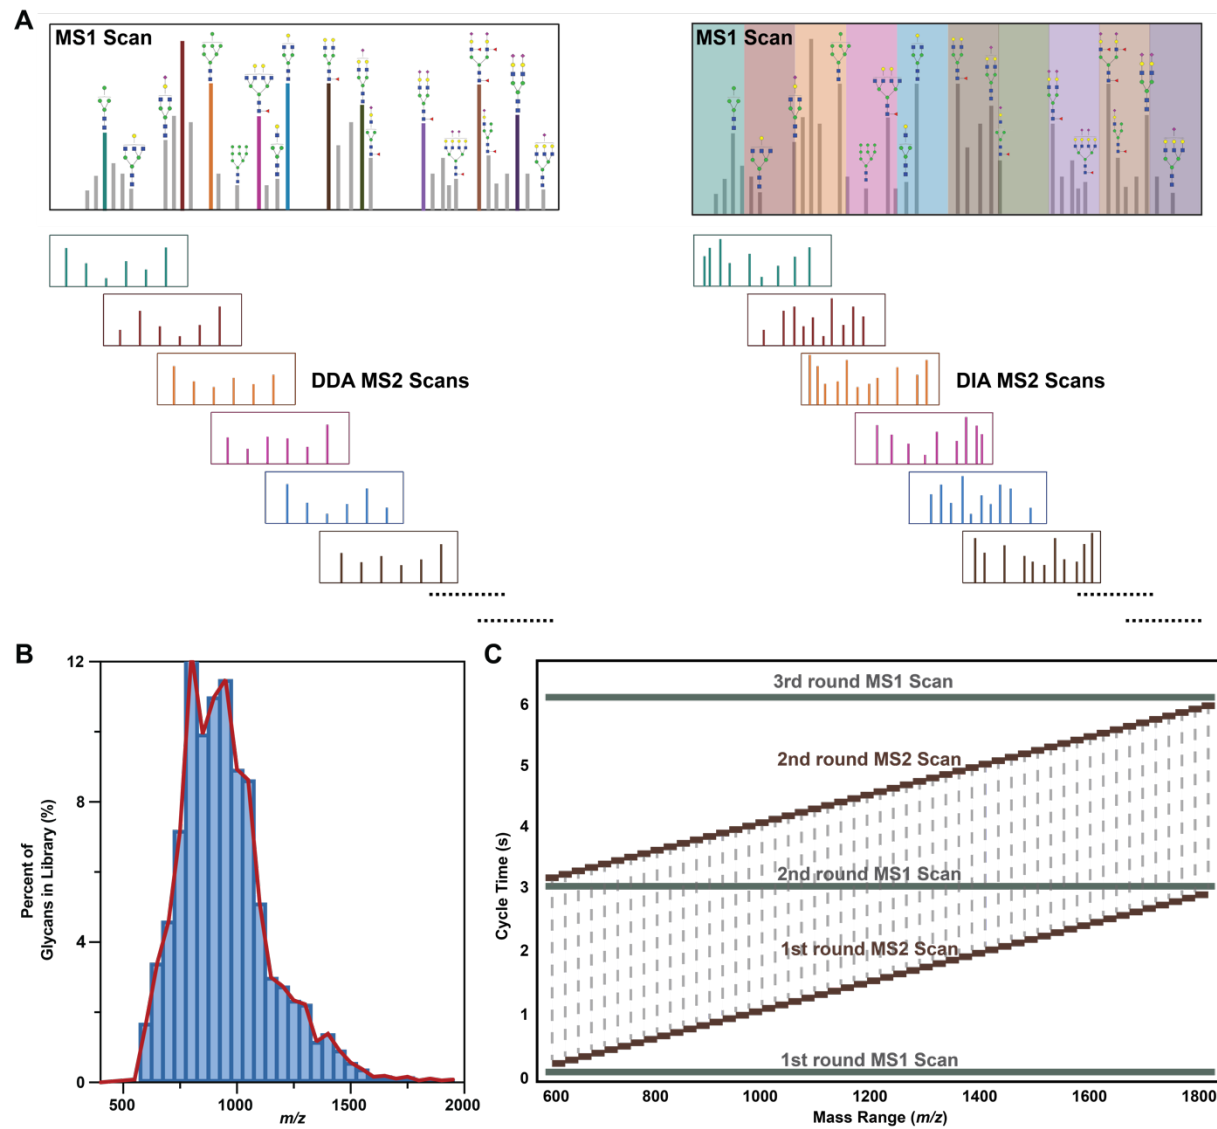 A
MS1 Scan
MS1 Scan
DDA MS2 Scans
DIA MS2 Scans
B
12
8
4
0
Percent of
Glycans in Library (%)
500
1000
1500
2000
m/z
C
3rd round MS1 Scan
2nd round MS2 Scan
2nd round MS1 Scan
1st round MS2 Scan
1st round MS1 Scan
6
5
4
3
2
1
0
Cycle Time (s)
600
800
1000
1200
1400
1600
1800
Mass Range (m/z)